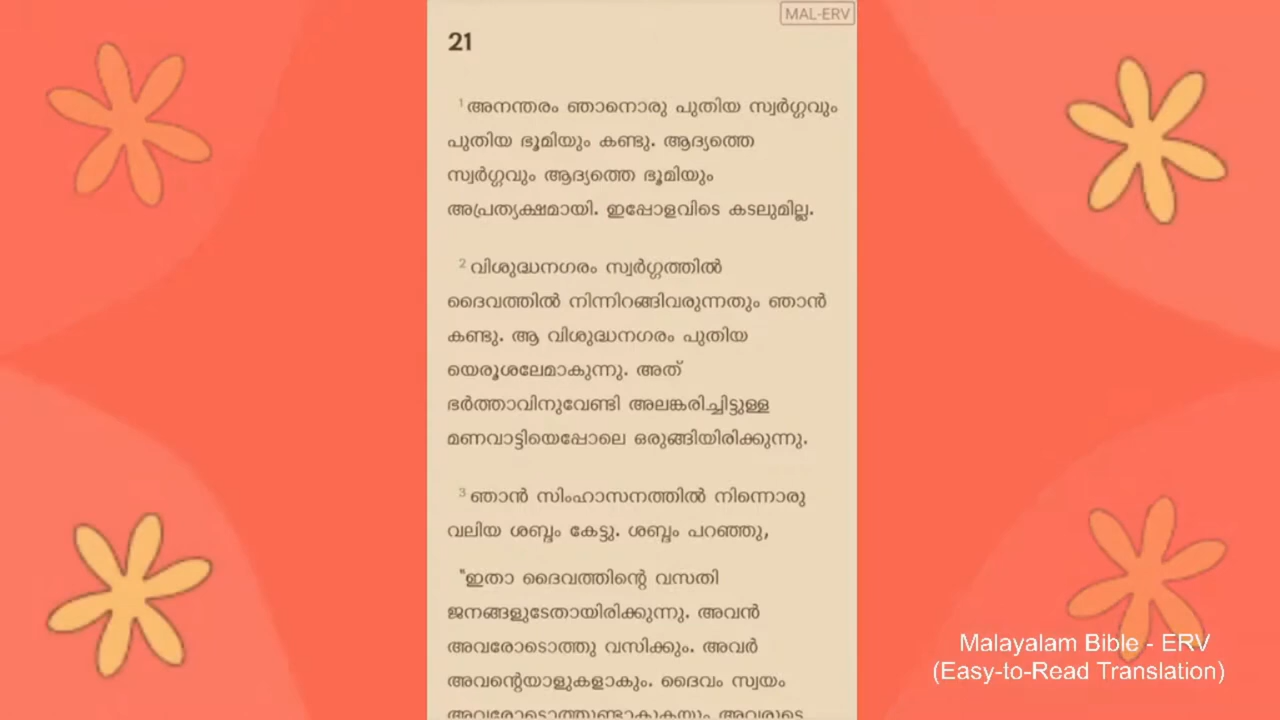 MAL-ERV
21
1 അനന്തരം ഞാനൊരു പുതിയ സ്വർഗ്ഗവും
പുതിയ ഭൂമിയും കണ്ടു. ആദ്യത്തെ
സ്വർഗ്ഗവും ആദ്യത്തെ ഭൂമിയും
അപ്രത്യക്ഷമായി. ഇപ്പോളവിടെ കടലുമില്ല.
2 വിശുദ്ധനഗരം സ്വർഗ്ഗത്തിൽ
ദൈവത്തിൽ നിന്നിറങ്ങിവരുന്നതും ഞാൻ
കണ്ടു. ആ വിശുദ്ധനഗരം പുതിയ
യെരൂശലേമാകുന്നു. അത്
ഭർത്താവിനുവേണ്ടി അലങ്കരിച്ചിട്ടുള്ള
മണവാട്ടിയെപ്പോലെ ഒരുങ്ങിയിരിക്കുന്നു.
3 ഞാൻ സിംഹാസനത്തിൽ നിന്നൊരു
വലിയ ശബ്ദം കേട്ടു. ശബ്ദം പറഞ്ഞു,
“ഇതാ ദൈവത്തിന്റെ വസതി
ജനങ്ങളുടേതായിരിക്കുന്നു. അവൻ
അവരോടൊത്തു വസിക്കും. അവർ
അവന്റെയാളുകളാകും. ദൈവം സ്വയം
അവരോടൊത്തുണ്ടാകുകയും അവരുടെ
Malayalam Bible - ERV
(Easy-to-Read Translation)